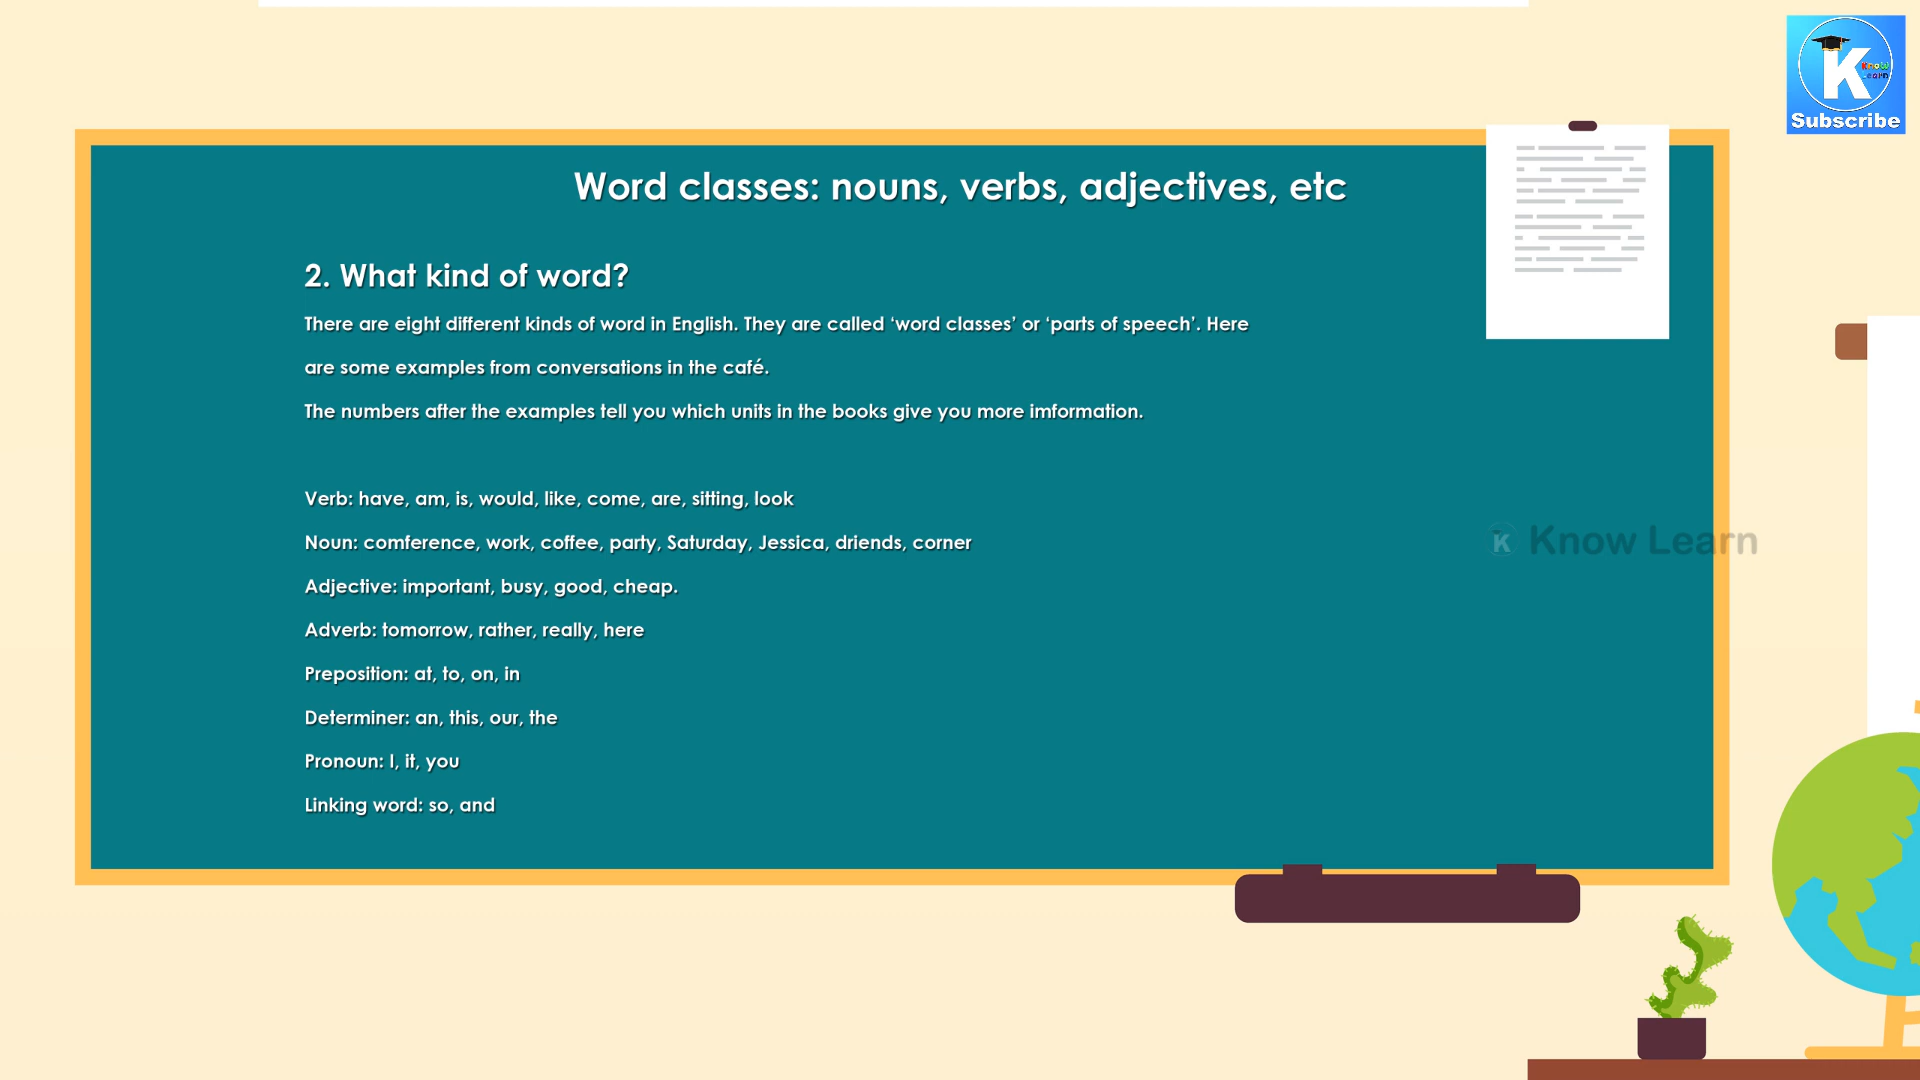 K
Know
Learn
Subscribe
Word classes: nouns, verbs, adjectives, etc
2. What kind of word?
There are eight different kinds of word in English. They are called ‘word classes’ or ‘parts of speech’. Here
are some examples from conversations in the café.
The numbers after the examples tell you which units in the books give you more imformation.
Verb: have, am, is, would, like, come, are, sitting, look
Noun: comference, work, coffee, party, Saturday, Jessica, driends, corner
K Know Learn
Adjective: important, busy, good, cheap.
Adverb: tomorrow, rather, really, here
Preposition: at, to, on, in
Determiner: an, this, our, the
Pronoun: I, it, you
Linking word: so, and